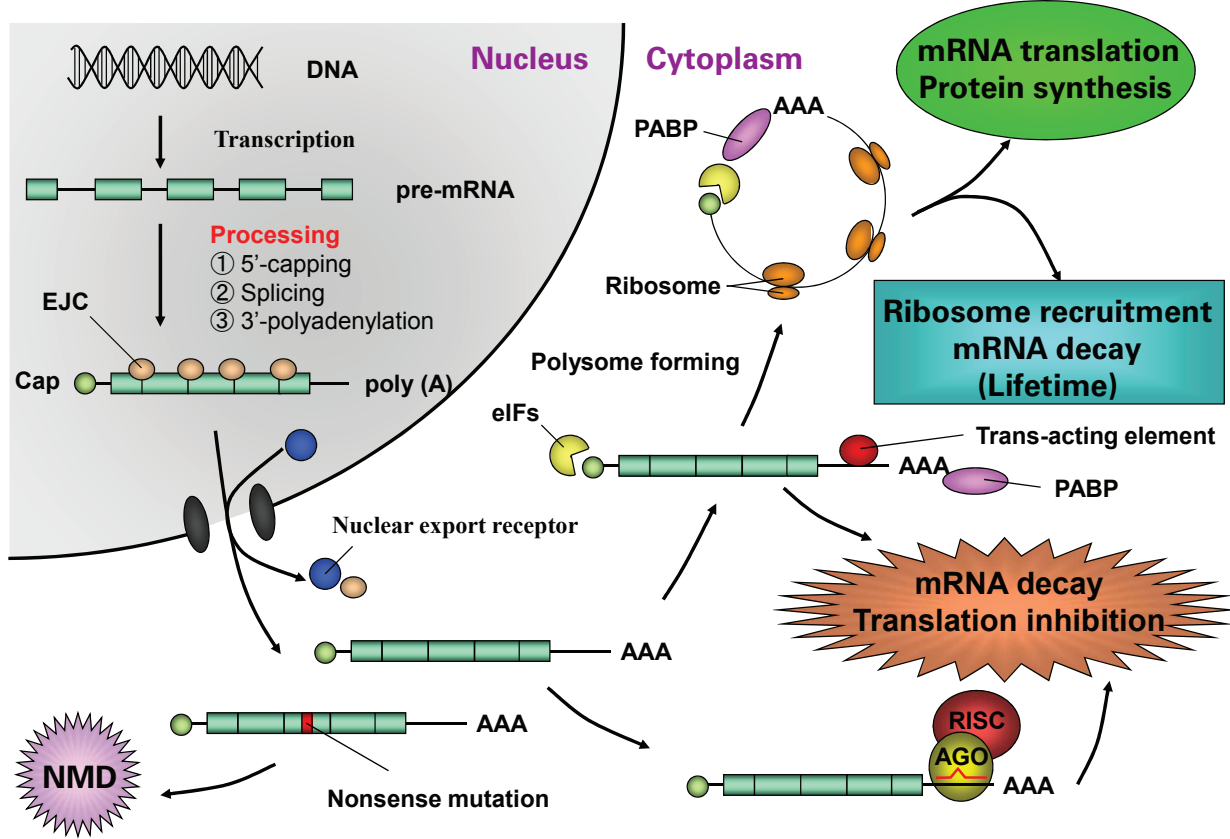 Nucleus
Cytoplasm
DNA
Transcription
pre-mRNA
Processing
① 5’-capping
② Splicing
③ 3’-polyadenylation
EJC
Cap
poly (A)
Nuclear export receptor
AAA
AAA
Nonsense mutation
NMD
PABP
AAA
Ribosome
Polysome forming
eIFs
Trans-acting element
AAA
PABP
mRNA translation
Protein synthesis
Ribosome recruitment
mRNA decay
(Lifetime)
mRNA decay
Translation inhibition
RISC
AGO
AAA